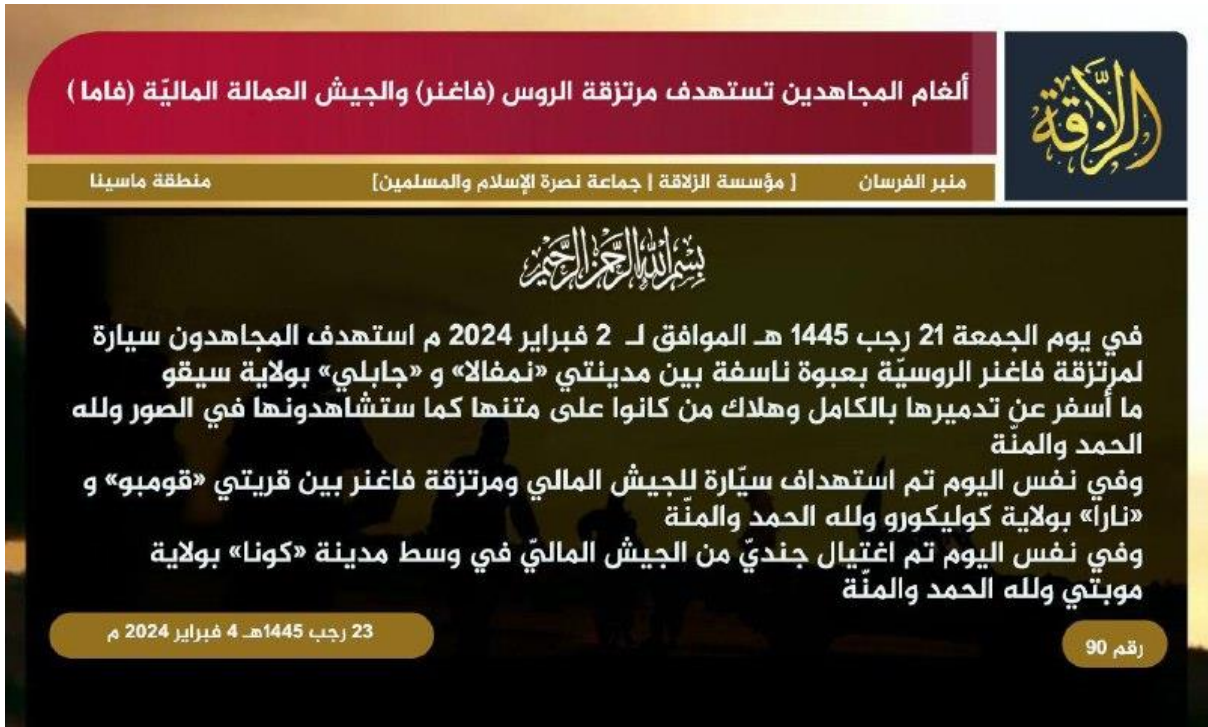 الزلاقة
ألغام المجاهدين تستهدف مرتزقة الروس (فاغنر) والجيش العمالة الماليّة (فاما )
منبر الفرسان [ مؤسسة الزلاقة | جماعة نصرة الإسلام والمسلمين] منطقة ماسينا
بسم الله الرحمن الرحيم
في يوم الجمعة 21 رجب 1445 هـ الموافق لـ 2 فبراير 2024 م استهدف المجاهدون سيارة
لمرتزقة فاغنر الروسيّة بعبوة ناسفة بين مدينتي «نمفالا» و «جابلي» بولاية سيقو
ما أسفر عن تدميرها بالكامل وهلاك من كانوا على متنها كما ستشاهدونها في الصور ولله
الحمد والمنّة
وفي نفس اليوم تم استهداف سيّارة للجيش المالي ومرتزقة فاغنر بين قريتي «قومبو» و
«نارا» بولاية كوليكورو ولله الحمد والمنّة
وفي نفس اليوم تم اغتيال جنديّ من الجيش الماليّ في وسط مدينة «كونا» بولاية
موبتي ولله الحمد والمنّة
23 رجب 1445هـ 4 فبراير 2024 م
رقم 90